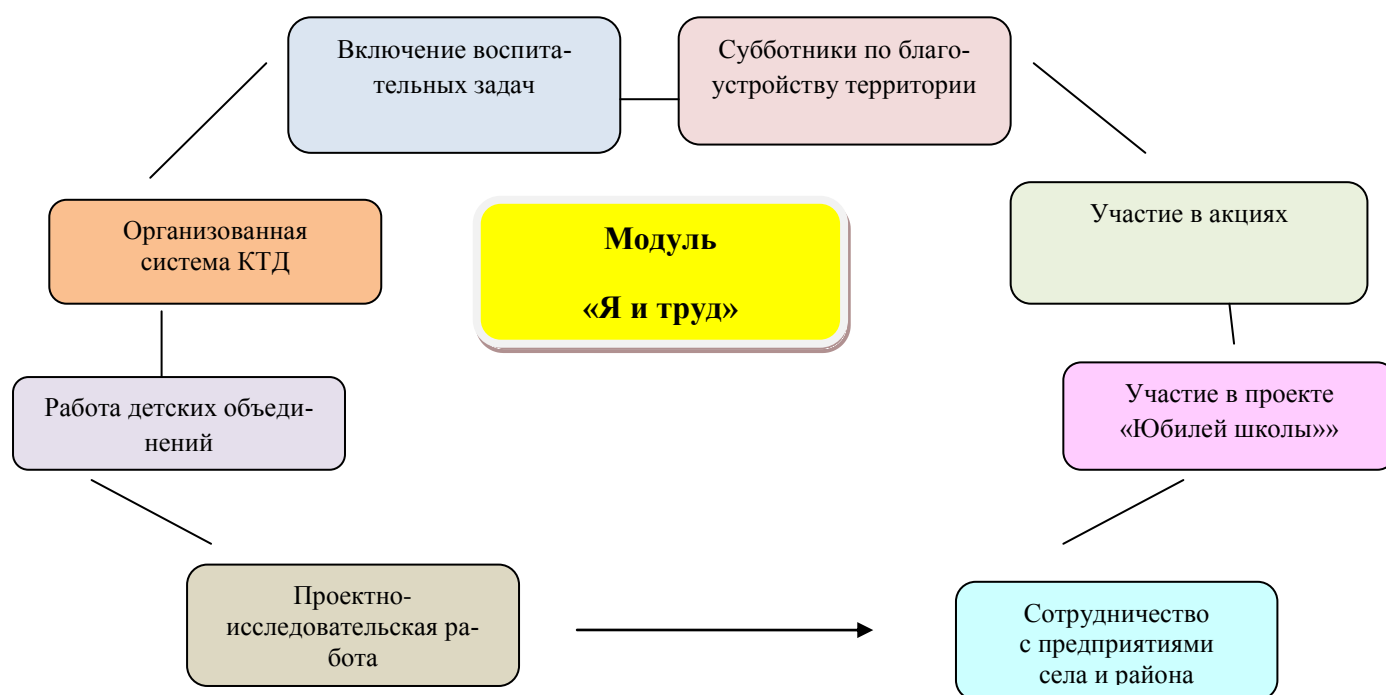 Включение воспита-
тельных задач
Субботники по благо-
устройству территории
Организованная
система КТД
Модуль
«Я и труд»
Участие в акциях
Работа детских объеди-
нений
Участие в проекте
«Юбилей школы»»
Проектно-
исследовательская ра-
бота
Сотрудничество
с предприятиями
села и района